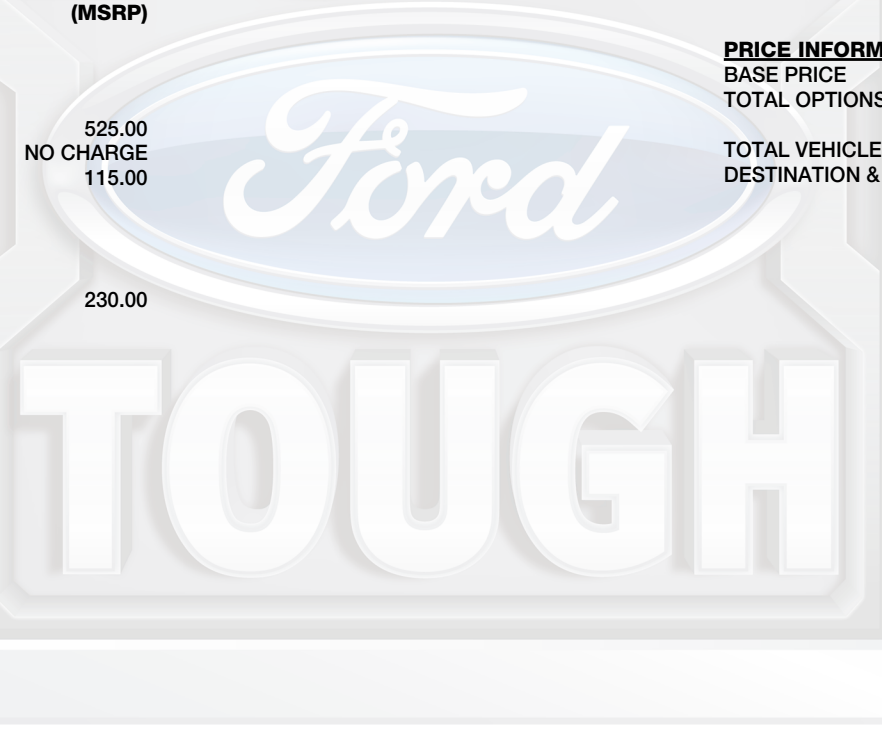 (MSRP)
525.00
NO CHARGE
115.00
230.00
PRICE INFORM
BASE PRICE
TOTAL OPTIONS
TOTAL VEHICLE
DESTINATION &
Ford
TOUGH